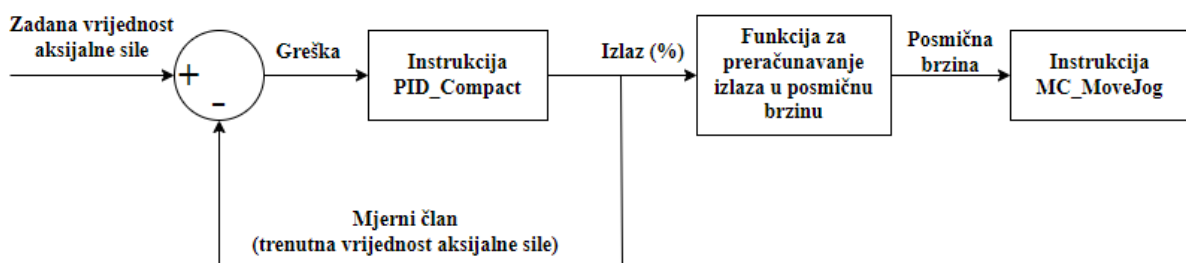 Zadana vrijednost
aksijalne sile
+
-
Greška
Instrukcija
PID_Compact
Izlaz (%)
Funkcija za
preračunavanje
izlaza u posmičnu
brzinu
Posmična
brzina
Instrukcija
MC_MoveJog
Mjerni član
(trenutna vrijednost aksijalne sile)